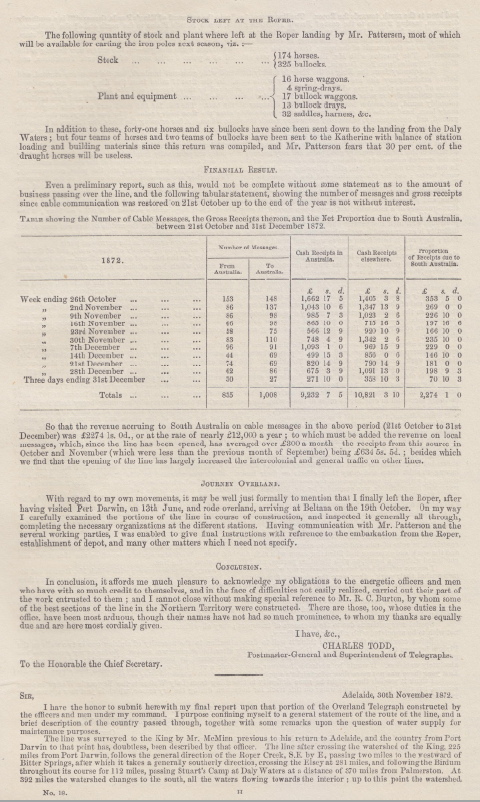 STOCK LEFT AT THE ROPER.
The following quantity of stock and plant where left at the Roper landing by Mr. Patterson, most of which
will be available for carting the iron poles next season, viz. :—
Stock ... ... ... ... { 174 horses.
325 bullocks.
Plant and equipment ... ... ... ... { 16 horse waggons.
4 spring-drays.
17 bullock waggons.
13 bullock drays.
32 saddles, harness, &c.
In addition to these, forty-one horses and six bullocks have since been sent down to the landing from the Daly
Waters ; but four teams of horses and two teams of bullocks have been sent to the Katherine with balance of station
loading and building materials since this return was compiled, and Mr. Patterson fears that 30 per cent. of the
draught horses will be useless.
FINANCIAL RESULT.
Even a preliminary report, such as this, would not be complete without some statement as to the amount of
business passing over the line, and the following tabular statement, showing the number of messages and gross receipts
since cable communication was restored on 21st October up to the end of the year is not without interest.
TABLE showing the Number of Cable Messages, the Gross Receipts thereon, and the Net Proportion due to South Australia,
between 21st October and 31st December 1872.
1872. Number of Messages. Cash Receipts in Australia. Cash Receipts elsewhere. Proportion of Receipts due to South Australia.
From Australia. To Australia.
£ s. d. £ s. d. £ s. d.
Week ending 26th October ... ... ... 153 148 1,662 17 5 1,405 3 8 353 5 0
„ 2nd November ... ... ... 86 137 1,043 10 6 1,347 13 9 269 0 0
„ 9th November ... ... ... 86 98 985 7 3 1,023 2 6 226 10 0
„ 16th November ... ... ... 98 863 10 0 715 16 197 16
„ 23rd November ... ... ... 58 75 566 12 9 920 10 9 166 10 0
„ 30th November ... ... ... 83 110 748 4 9 1,342 2 6 235 10 0
„ 7th December ... ... ... 96 91 1,093 1 0 969 15 9 229 0 0
„ 14th December ... ... ... 44 69 499 15 3 855 0 6 146 10 0
„ 21st December ... ... ... 74 69 820 14 9 790 14 9 181 0 0
„ 28th December ... ... ... 42 86 675 3 9 1,091 13 0 198 9 3
Three days ending 31st December ... ... 39 27 271 10 0 358 10 3 70 10 3
Totals ... ... ... 835 1,008 9,232 7 5 10,821 3 10 2,274 1 0
So that the revenue accruing to South Australia on cable messages in the above period (21st October to 31st
December) was £2274 1s. 0d., or at the rate of nearly £12,000 a year ; to which must be added the revenue on local
messages, which, since the line has been opened, has averaged over £300 a month the receipts from this source in
October and November (which were less than the previous month of September) being £634 5s. 5d. ; besides which
we find that the opening of the line has largely increased the intercolonial and general traffic on other lines.
JOURNEY OVERLAND.
With regard to my own movements, it may be well just formally to mention that I finally left the Roper, after
having visited Port Darwin, on 13th June, and rode overland, arriving at Beltana on the 19th October. On my way
I carefully examined the portions of the line in course of construction, and inspected it generally all through,
completing the necessary organizations at the different stations. Having communication with Mr. Patterson and the
several working parties, I was enabled to give final instructions with reference to the embarkation from the Roper,
establishment of depot, and many other matters which I need not specify.
CONCLUSION.
In conclusion, it affords me much pleasure to acknowledge my obligations to the energetic officers and men
who have with so much credit to themselves, and in the face of difficulties not easily realized, carried out their part of
the work entrusted to them ; and I cannot close without making special reference to Mr. R. C. Burton, by whom some
of the best sections of the line in the Northern Territory were constructed. There are those, too, whose duties in the
office, have been most arduous, though their names have not had so much prominence, to whom my thanks are equally
due and are here most cordially given.
I have, &c.,
CHARLES TODD,
Postmaster-General and Superintendent of Telegraphs.
To the Honorable the Chief Secretary.
SIR, Adelaide, 30th November 1872.
I have the honor to submit herewith my final report upon that portion of the Overland Telegraph constructed by
the officers and men under my command. I purpose confining myself to a general statement of the route of the line, and a
brief description of the country passed through, together with some remarks upon the question of water supply for
maintenance purposes.
The line was surveyed to the King by Mr. McMinn previous to his return to Adelaide, and the country from Port
Darwin to that point has, doubtless, been described by that officer. The line after crossing the watershed of the King, 225
miles from Port Darwin, follows the general direction of the Roper Creek, S.E. by E., passing two miles to the westward of
Bitter Springs, after which it takes a generally southerly direction, crossing the Elsey at 281 miles, and following the Birdum
throughout its course for 112 miles, passing Stuart's Camp at Daly Waters at a distance of 370 miles from Palmerston. At
392 miles the watershed changes to the south, all the waters flowing towards the interior ; up to this point the watershed
No. 10. H